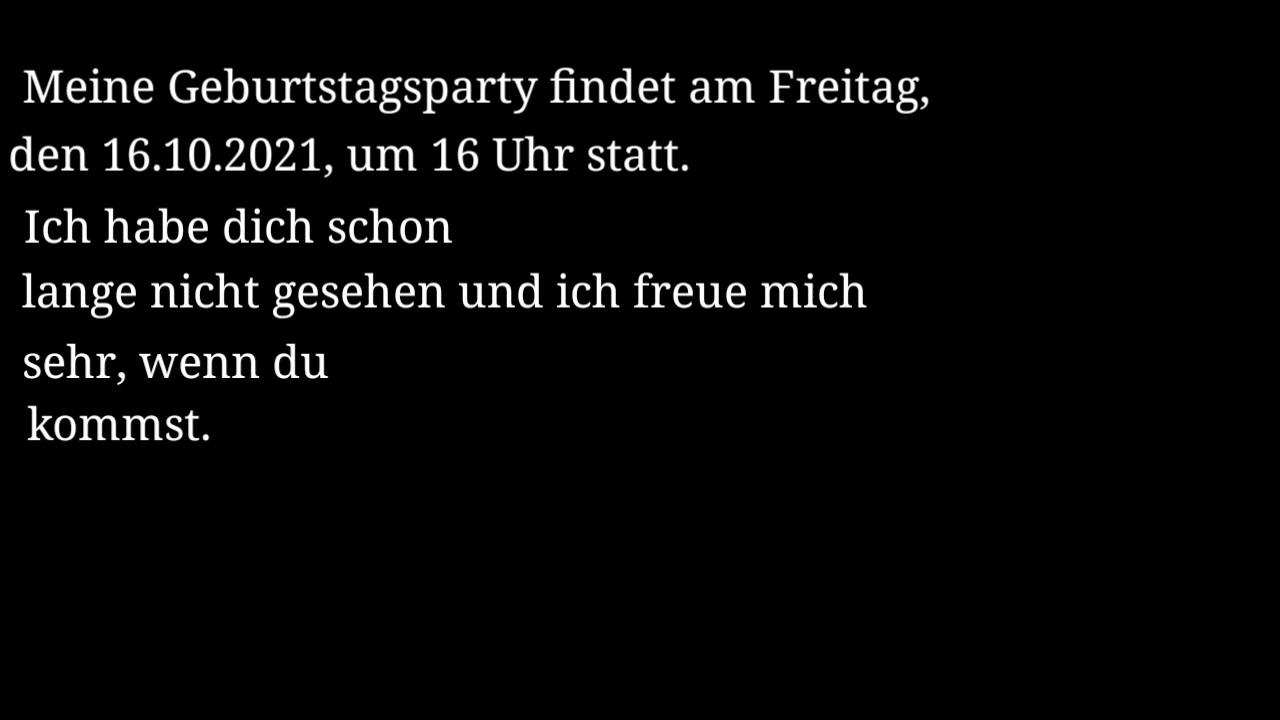 Meine Geburtstagsparty findet am Freitag,
den 16.10.2021, um 16 Uhr statt.
Ich habe dich schon
lange nicht gesehen und ich freue mich
sehr, wenn du
kommst.